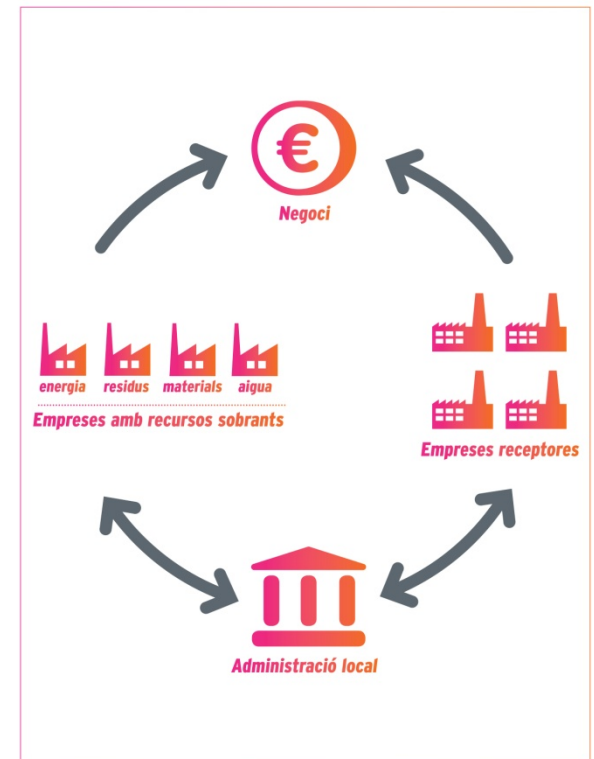 €
Negoci
energia residus materials aigua
Empreses amb recursos sobrants
Empreses receptores
Administració local